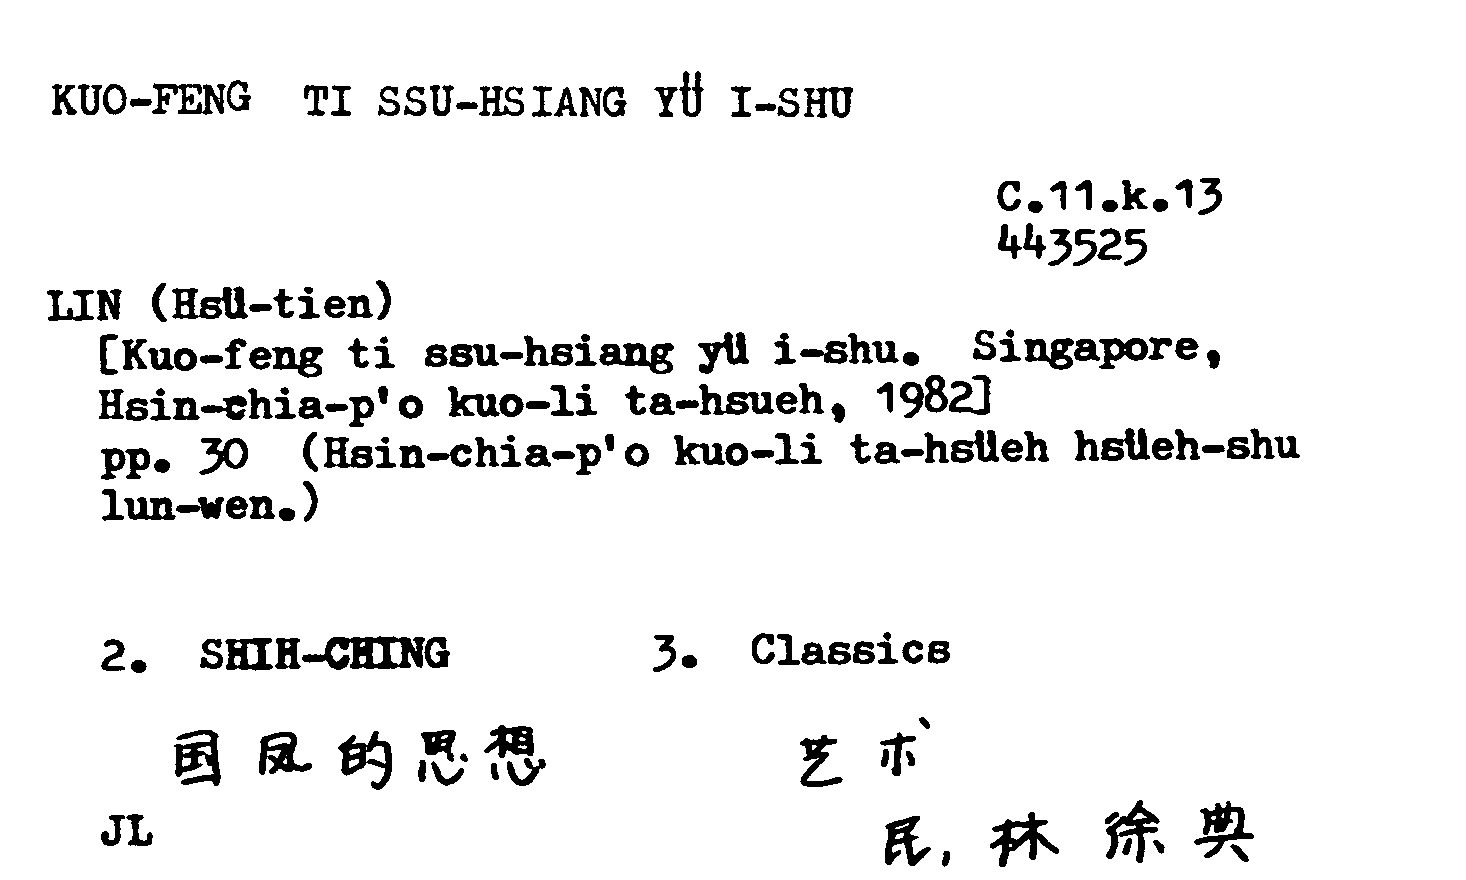 KUO-FENG TI SSU-HSIANG YÜ I-SHU
C.11.k.13
443525
LIN (Hsü-tien)
[Kuo-feng ti ssu-hsiang yü i-shu. Singapore,
Hsin-chia-p'o kuo-li ta-hsueh, 1982]
pp. 30 (Hsin-chia-p'o kuo-li ta-hsüeh hsüeh-shu
lun-wen.)
2. SHIH-CHING 3. Classics
国风的思想 艺术
JL 民, 林徐典